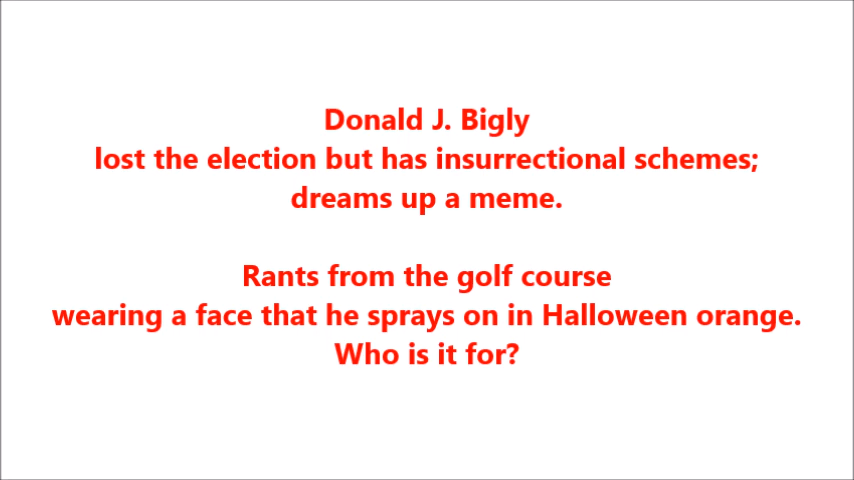 Donald J. Bigly
lost the election but has insurrectional schemes;
dreams up a meme.
Rants from the golf course
wearing a face that he sprays on in Halloween orange.
Who is it for?